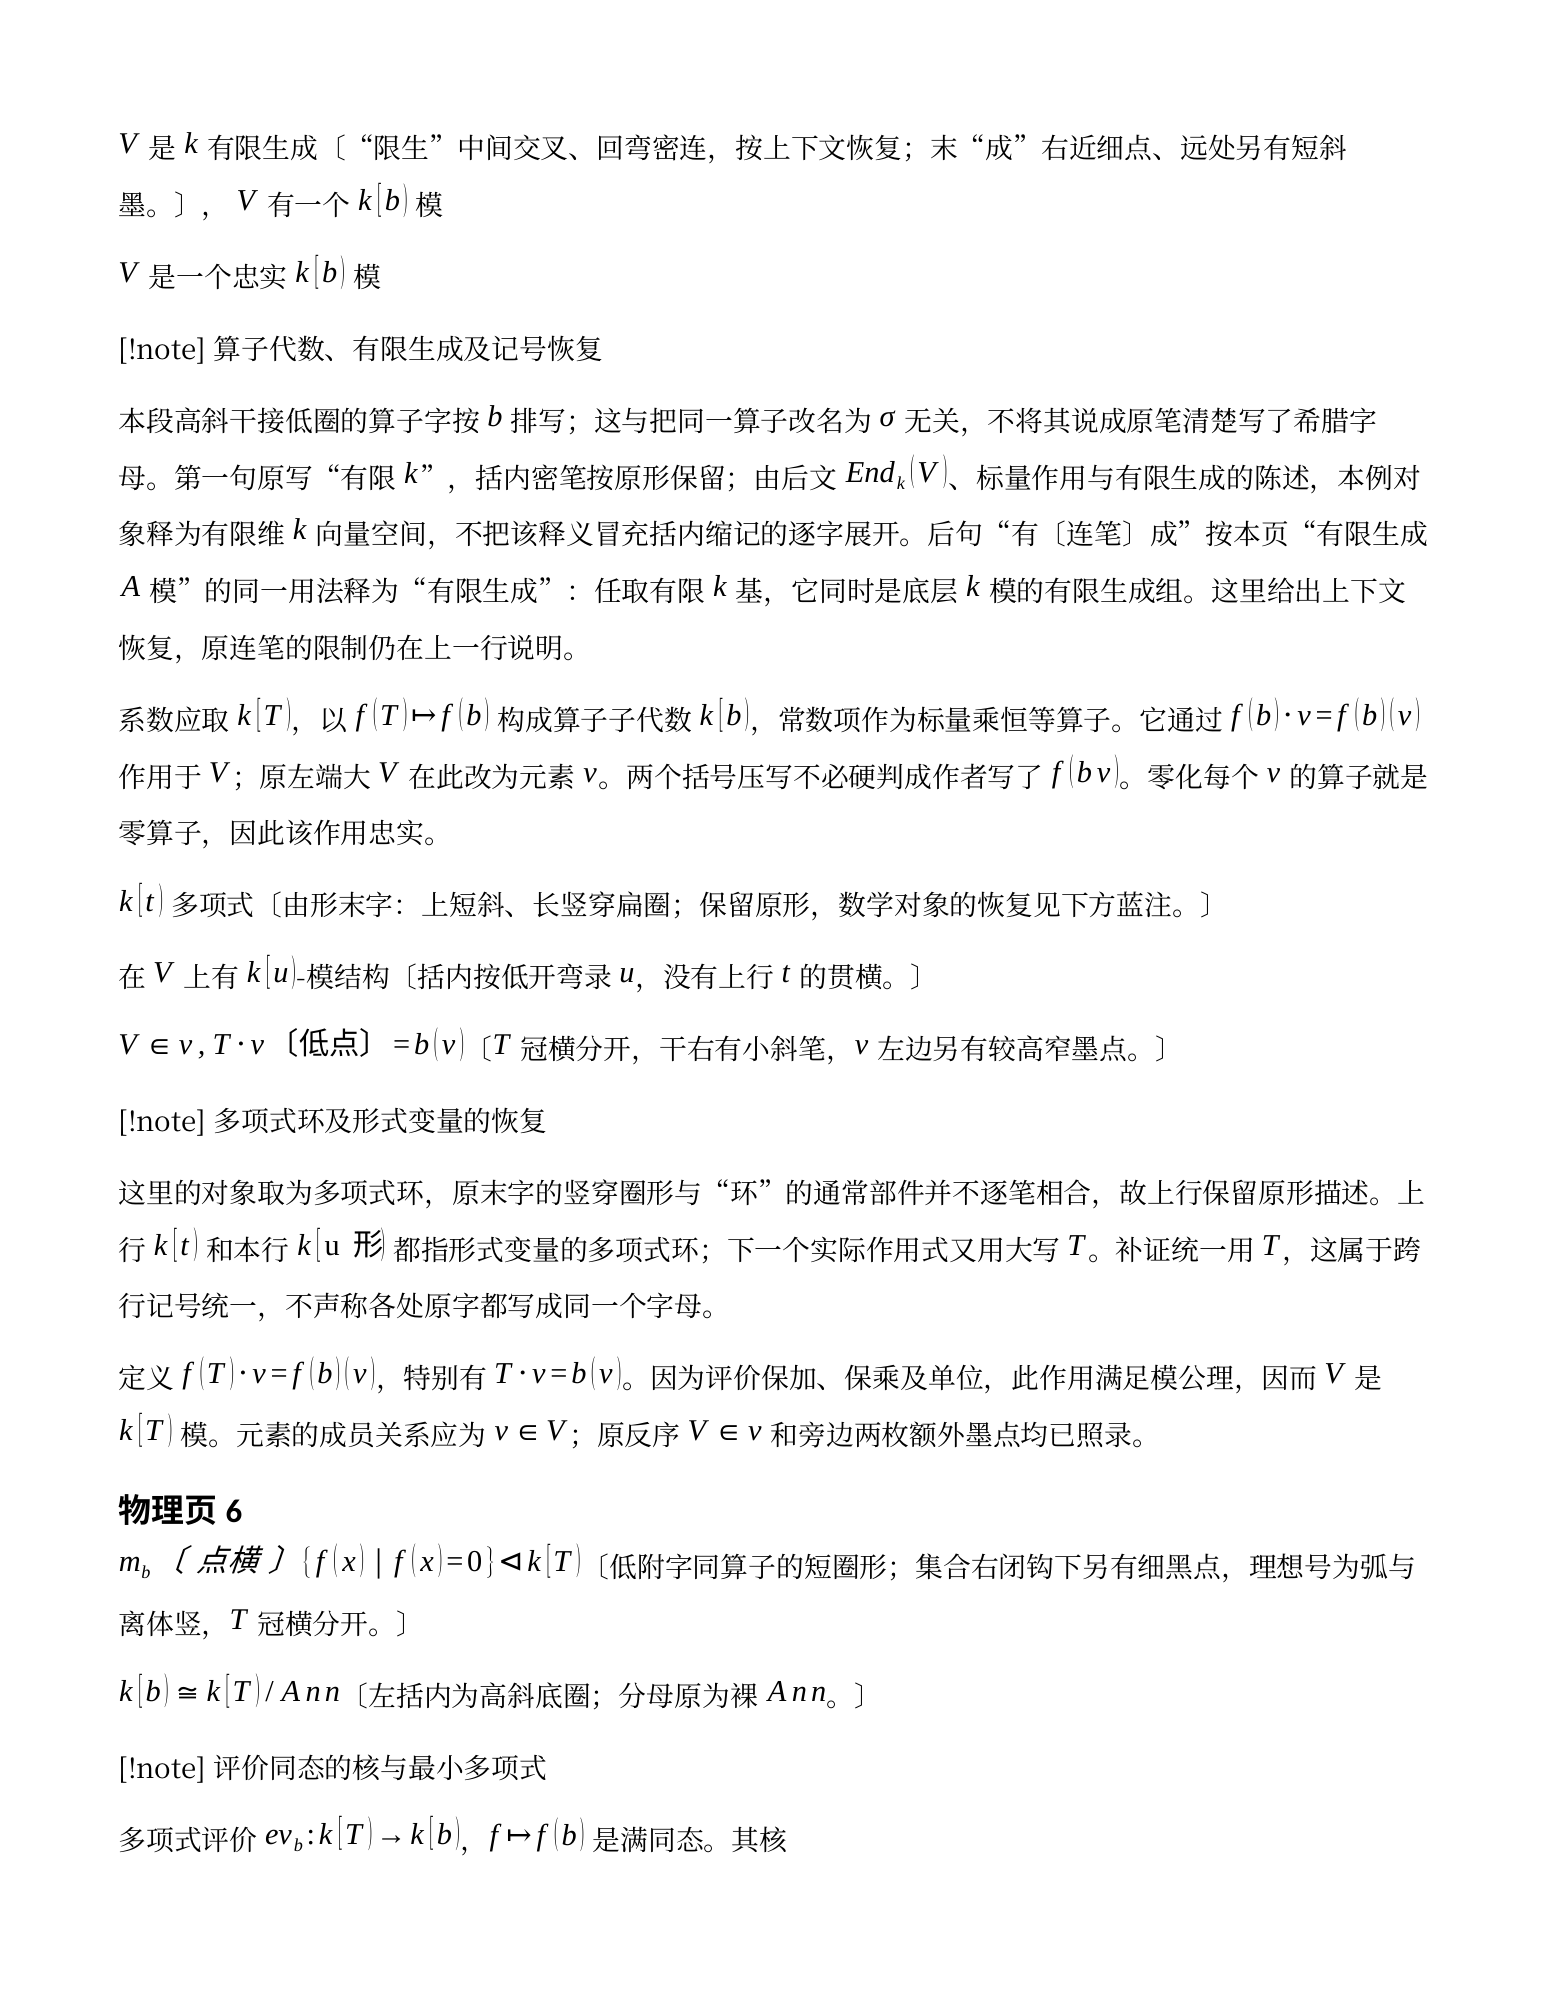 V 是 k 有限生成〔“限生”中间交叉、回弯密连，按上下文恢复；末“成”右近细点、远处另有短斜
墨。〕， V 有一个 k[b] 模
V 是一个忠实 k[b] 模
[!note] 算子代数、有限生成及记号恢复
本段高斜干接低圈的算子字按 b 排写；这与把同一算子改名为 σ 无关，不将其说成原笔清楚写了希腊字
母。第一句原写“有限 k”，括内密笔按原形保留；由后文 End_k(V)、标量作用与有限生成的陈述，本例对
象释为有限维 k 向量空间，不把该释义冒充括内缩记的逐字展开。后句“有〔连笔〕成”按本页“有限生成
A 模”的同一用法释为“有限生成”：任取有限 k 基，它同时是底层 k 模的有限生成组。这里给出上下文
恢复，原连笔的限制仍在上一行说明。
系数应取 k[T]，以 f(T)↦f(b) 构成算子子代数 k[b]，常数项作为标量乘恒等算子。它通过 f(b)·v=f(b)(v)
作用于 V；原左端大 V 在此改为元素 v。两个括号压写不必硬判成作者写了 f(bv)。零化每个 v 的算子就是
零算子，因此该作用忠实。
k[t] 多项式〔由形末字：上短斜、长竖穿扁圈；保留原形，数学对象的恢复见下方蓝注。〕
在 V 上有 k[u]-模结构〔括内按低开弯录 u，没有上行 t 的贯横。〕
V∈v, T·v〔低点〕=b(v)〔T 冠横分开，干右有小斜笔，v 左边另有较高窄墨点。〕
[!note] 多项式环及形式变量的恢复
这里的对象取为多项式环，原末字的竖穿圈形与“环”的通常部件并不逐笔相合，故上行保留原形描述。上
行 k[t] 和本行 k[u 形] 都指形式变量的多项式环；下一个实际作用式又用大写 T。补证统一用 T，这属于跨
行记号统一，不声称各处原字都写成同一个字母。
定义 f(T)·v=f(b)(v)，特别有 T·v=b(v)。因为评价保加、保乘及单位，此作用满足模公理，因而 V 是
k[T] 模。元素的成员关系应为 v∈V；原反序 V∈v 和旁边两枚额外墨点均已照录。
物理页 6
m_b〔点横〕{f(x)∣f(x)=0}⊲k[T]〔低附字同算子的短圈形；集合右闭钩下另有细黑点，理想号为弧与
离体竖，T 冠横分开。〕
k[b]≅k[T]/Ann〔左括内为高斜底圈；分母原为裸 Ann。〕
[!note] 评价同态的核与最小多项式
多项式评价 ev_b:k[T]→k[b]，f↦f(b) 是满同态。其核